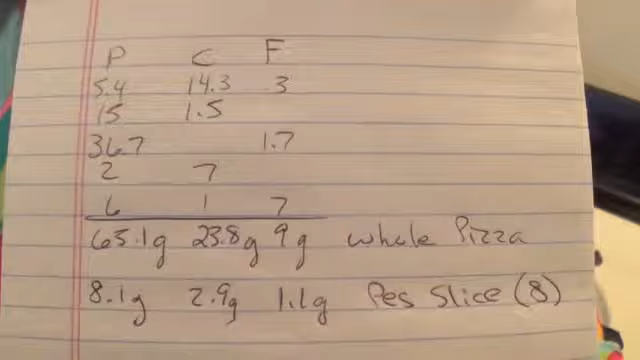 P C F
5.4 14.3 3
15 1.5
36.7 1.7
2 7
6 1 7
65.1g 23.8g 9g whole Pizza
8.1g 2.9g 1.1g Per Slice (8)